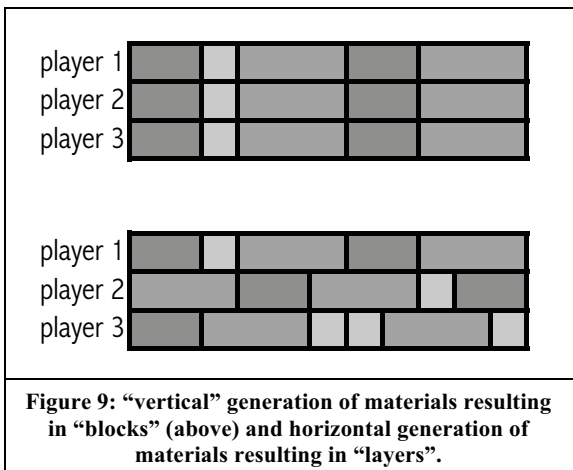 player 1
player 2
player 3
player 1
player 2
player 3
Figure 9: “vertical” generation of materials resulting
in “blocks” (above) and horizontal generation of
materials resulting in “layers”.